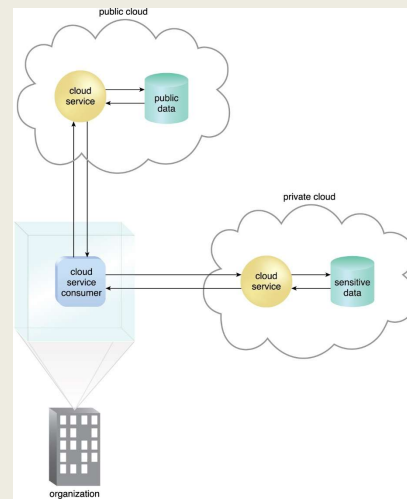 public cloud
cloud
service
public
data
private cloud
cloud
service
consumer
cloud
service
sensitive
data
organization